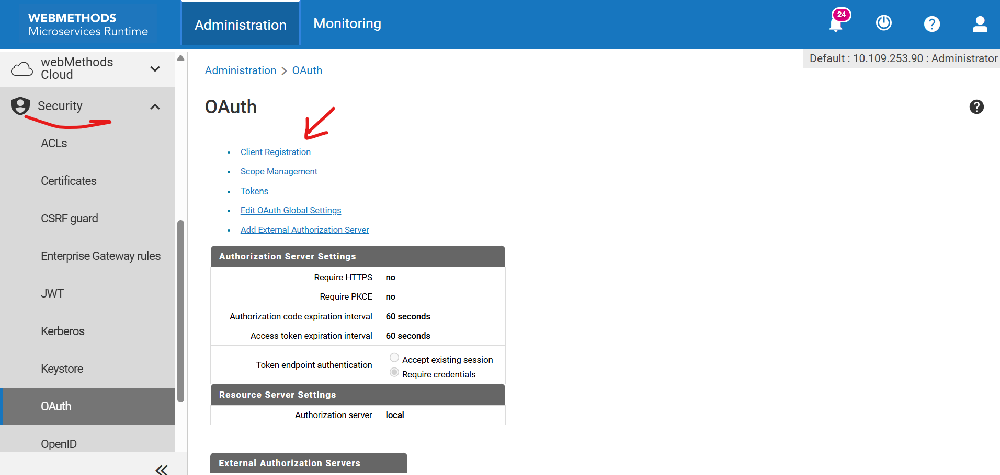 WEBMETHODS
Microservices Runtime
Administration
Monitoring
24
?
Default : 10.109.253.90 : Administrator
webMethods
Cloud
Security
ACLs
Certificates
CSRF guard
Enterprise Gateway rules
JWT
Kerberos
Keystore
OAuth
OpenID
Administration > OAuth
OAuth
?
• Client Registration
• Scope Management
• Tokens
• Edit OAuth Global Settings
• Add External Authorization Server
Authorization Server Settings
Require HTTPS no
Require PKCE no
Authorization code expiration interval 60 seconds
Access token expiration interval 60 seconds
Token endpoint authentication
Accept existing session
Require credentials
Resource Server Settings
Authorization server local
External Authorization Servers